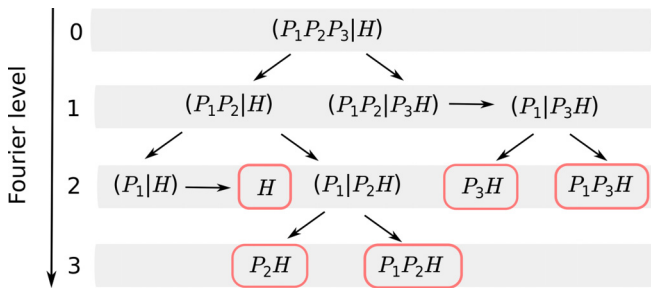 0 (P₁P₂P₃|H)
1 (P₁P₂|H) (P₁P₂|P₃H) (P₁|P₃H)
2 (P₁|H) H (P₁|P₂H) P₃H P₁P₃H
3 P₂H P₁P₂H
Fourier level